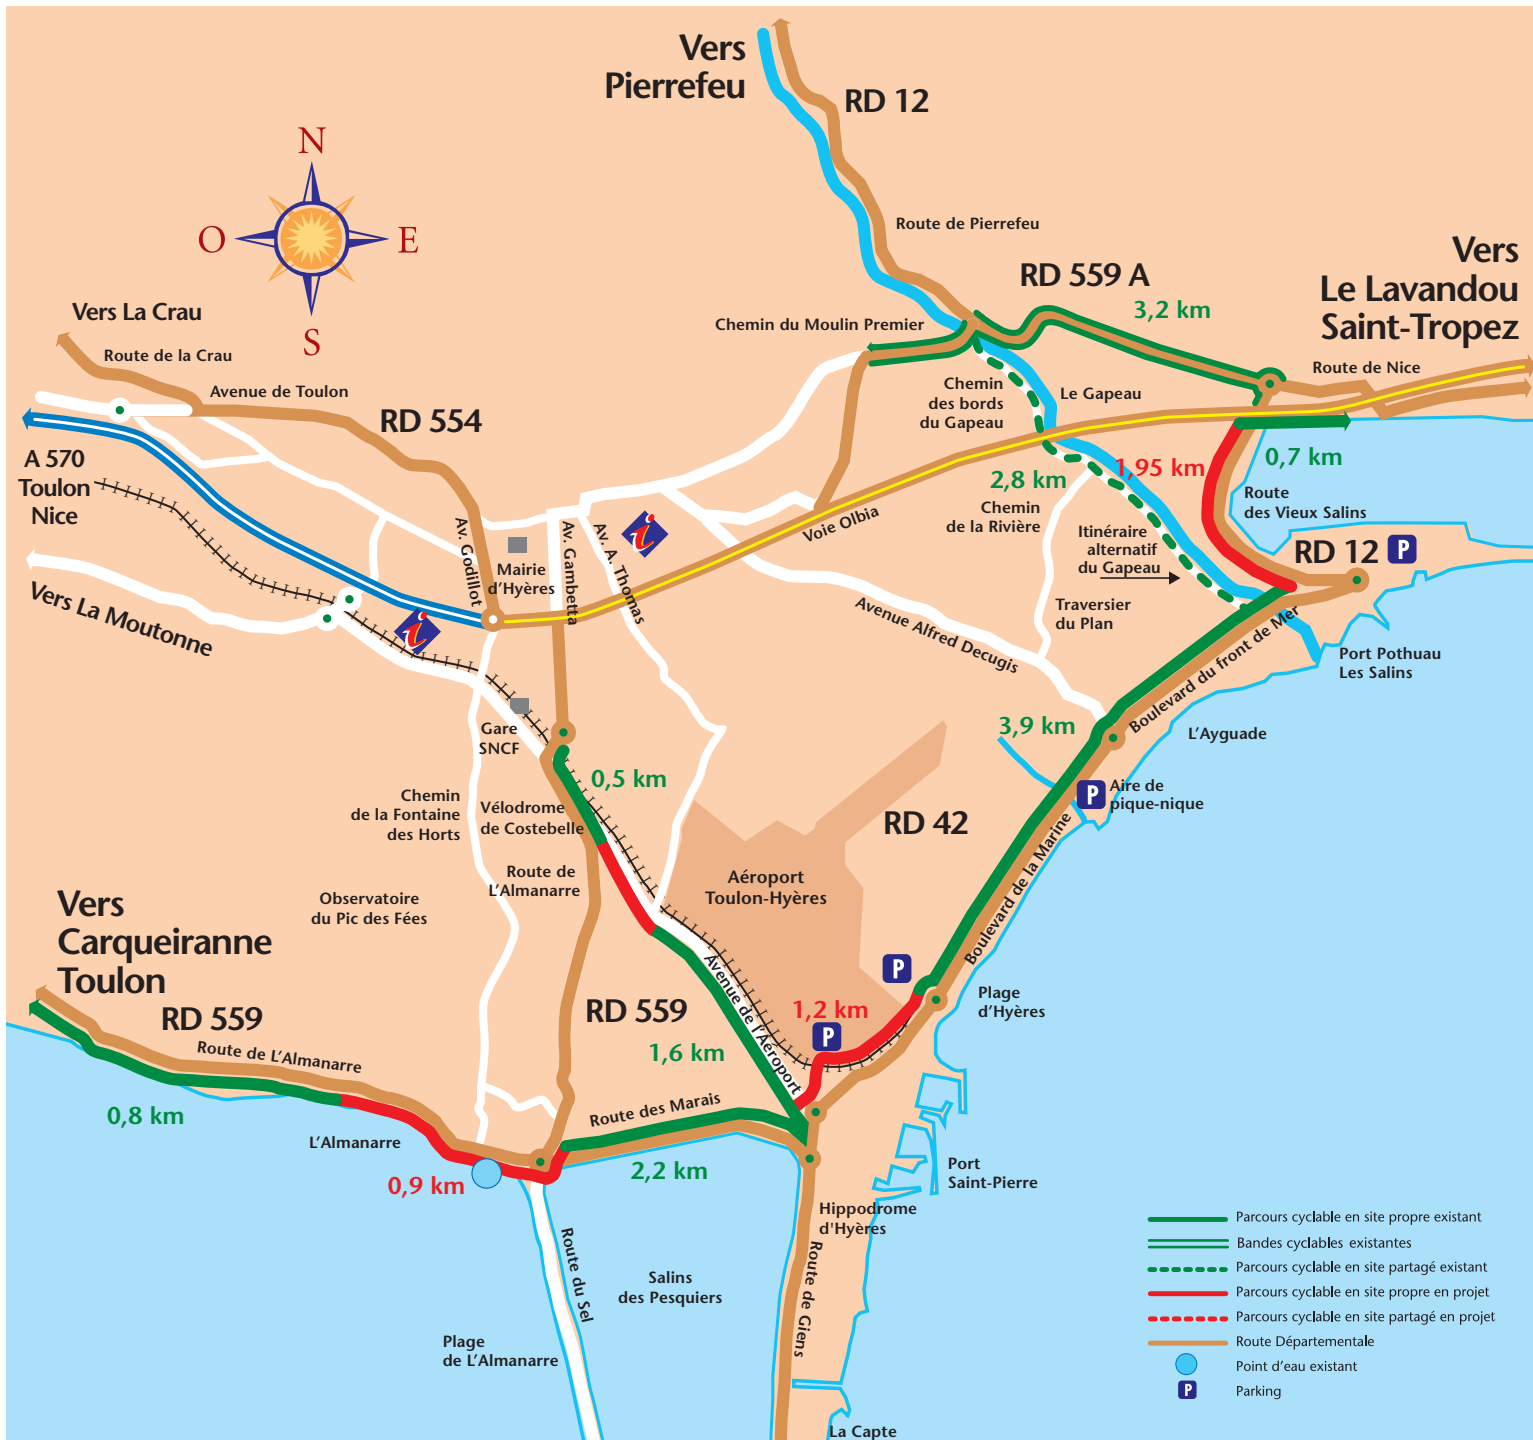 Vers
Pierrefeu
RD 12
N
O
E
S
Route de Pierrefeu
RD 559 A
3,2 km
Vers
Le Lavandou
Saint-Tropez
Vers La Crau
Route de la Crau
Avenue de Toulon
RD 554
Chemin du Moulin Premier
Route de Nice
Chemin
des bords
du Gapeau
Le Gapeau
A 570
Toulon
Nice
2,8 km
1,95 km
0,7 km
Route
des Vieux Salins
Chemin
de la Rivière
Voie Olbia
Av. Godillot
Mairie
d'Hyères
Av. Gambetta
Av. A. Thomas
i
Itinéraire
alternatif
du Gapeau
RD 12
P
Vers La Moutonne
i
Traversier
du Plan
Avenue Alfred Decugis
Boulevard du front de Mer
Port Pothuau
Les Salins
3,9 km
L'Ayguade
Gare
SNCF
0,5 km
P
Aire de
pique-nique
Chemin
de la Fontaine
des Horts
Vélodrome
de Costebelle
RD 42
Boulevard de la Marine
Route de
L'Almanarre
Aéroport
Toulon-Hyères
Observatoire
du Pic des Fées
Vers
Carqueiranne
Toulon
RD 559
Route de L'Almanarre
Avenue de l'Aéroport
P
Plage
d'Hyères
RD 559
1,2 km
P
1,6 km
0,8 km
Route des Marais
L'Almanarre
0,9 km
2,2 km
Port
Saint-Pierre
Hippodrome
d'Hyères
Route du Sel
Route de Giens
Salins
des Pesquiers
Plage
de L'Almanarre
La Capte
Parcours cyclable en site propre existant
Bandes cyclables existantes
Parcours cyclable en site partagé existant
Parcours cyclable en site propre en projet
Parcours cyclable en site partagé en projet
Route Départementale
Point d'eau existant
P
Parking